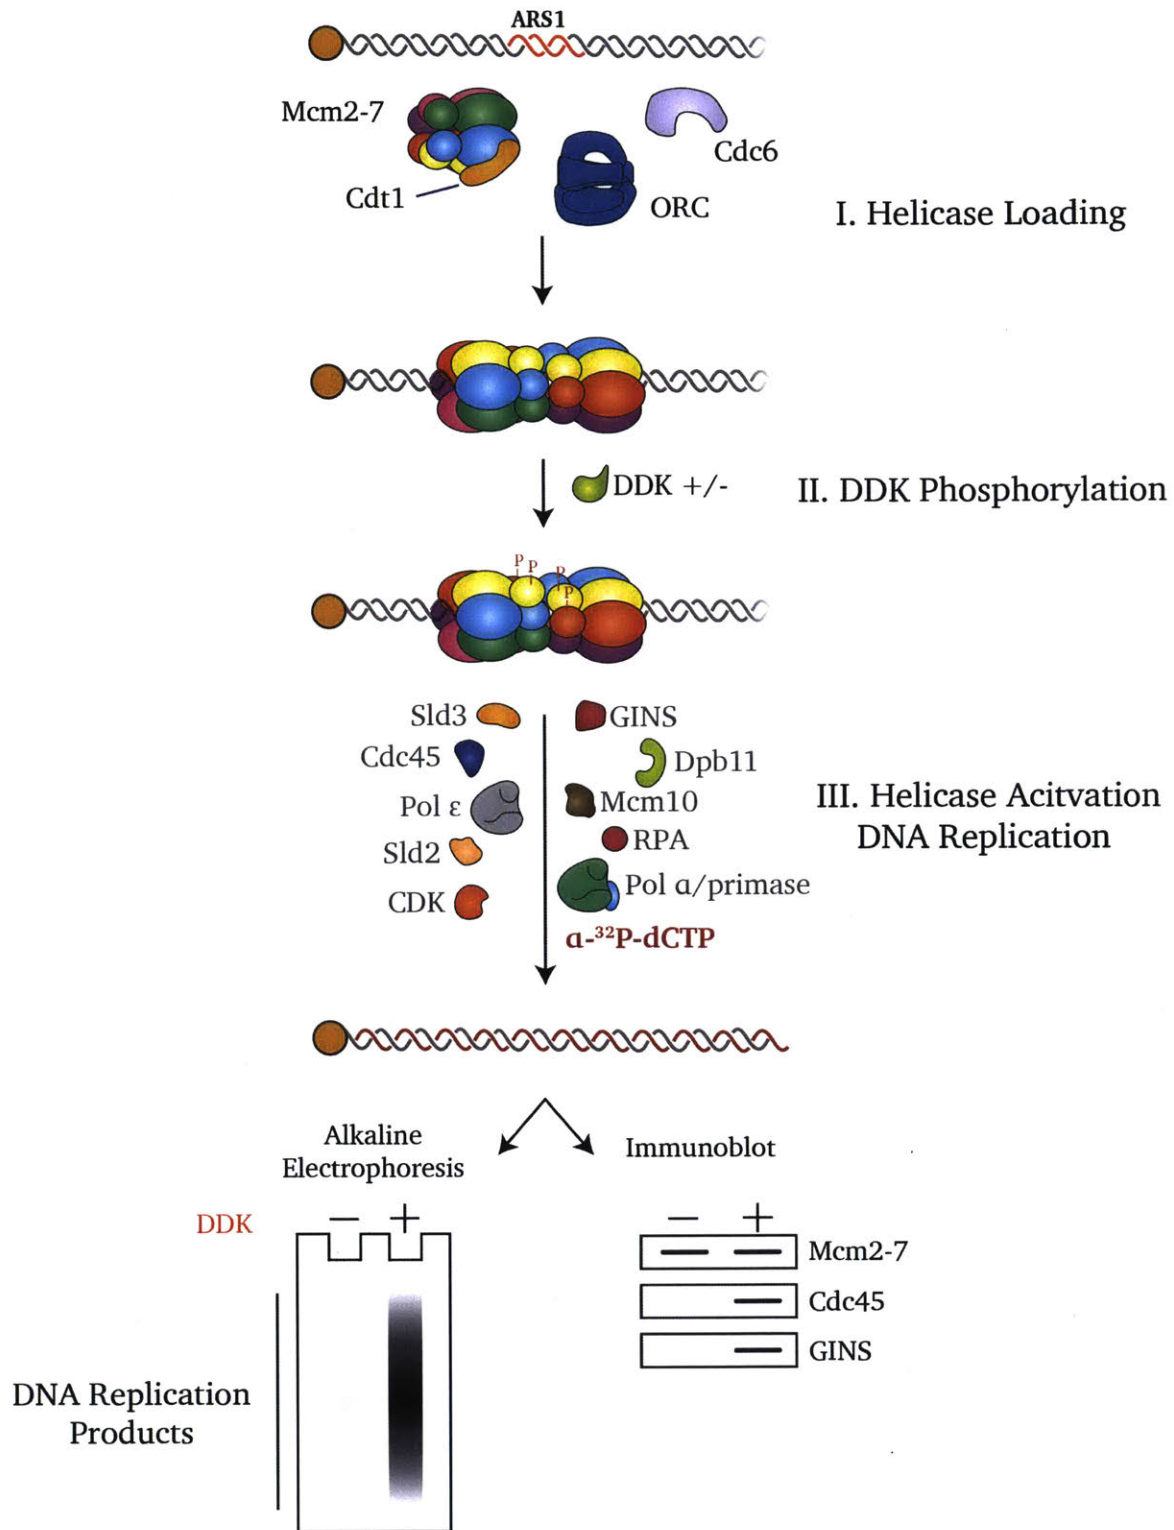 ARS1
Mcm2-7
Cdc6
Cdt1
ORC
I. Helicase Loading
DDK +/-
II. DDK Phosphorylation
P
P
P
P
Sld3
GINS
Cdc45
Dpb11
Pol ε
Mcm10
III. Helicase Acitvation
DNA Replication
Sld2
RPA
CDK
Pol α/primase
α-³²P-dCTP
Alkaline
Electrophoresis
Immunoblot
DDK
− +
− +
Mcm2-7
Cdc45
GINS
DNA Replication
Products